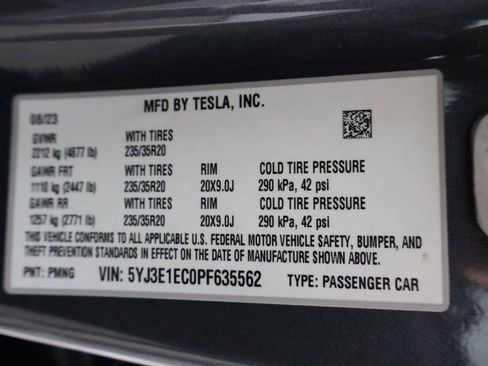 MFD BY TESLA, INC.
08/23
GVWR WITH TIRES
2212 kg (4877 lb) 235/35R20
GAWR FRT WITH TIRES RIM COLD TIRE PRESSURE
1110 kg (2447 lb) 235/35R20 20X9.0J 290 kPa, 42 psi
GAWR RR WITH TIRES RIM COLD TIRE PRESSURE
1257 kg (2771 lb) 235/35R20 20X9.0J 290 kPa, 42 psi
THIS VEHICLE CONFORMS TO ALL APPLICABLE U.S. FEDERAL MOTOR VEHICLE SAFETY, BUMPER, AND
THEFT PREVENTION STANDARDS IN EFFECT ON THE DATE OF MANUFACTURE SHOWN ABOVE.
PNT: PMNG VIN: 5YJ3E1EC0PF635562 TYPE: PASSENGER CAR